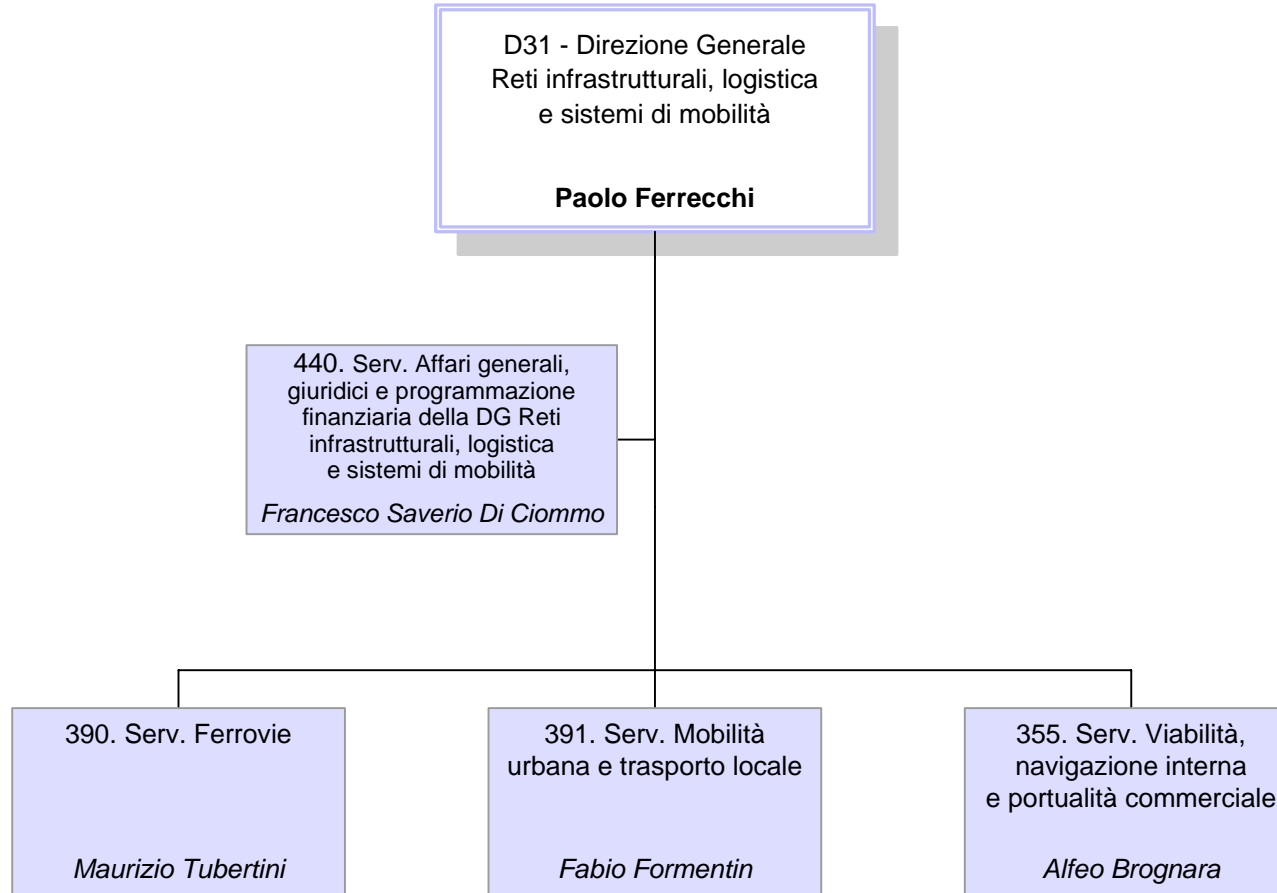 D31 - Direzione Generale
Reti infrastrutturali, logistica
e sistemi di mobilità
Paolo Ferrecchi
440. Serv. Affari generali,
giuridici e programmazione
finanziaria della DG Reti
infrastrutturali, logistica
e sistemi di mobilità
Francesco Saverio Di Ciommo
390. Serv. Ferrovie
Maurizio Tubertini
391. Serv. Mobilità
urbana e trasporto locale
Fabio Formentin
355. Serv. Viabilità,
navigazione interna
e portualità commerciale
Alfeo Brognara